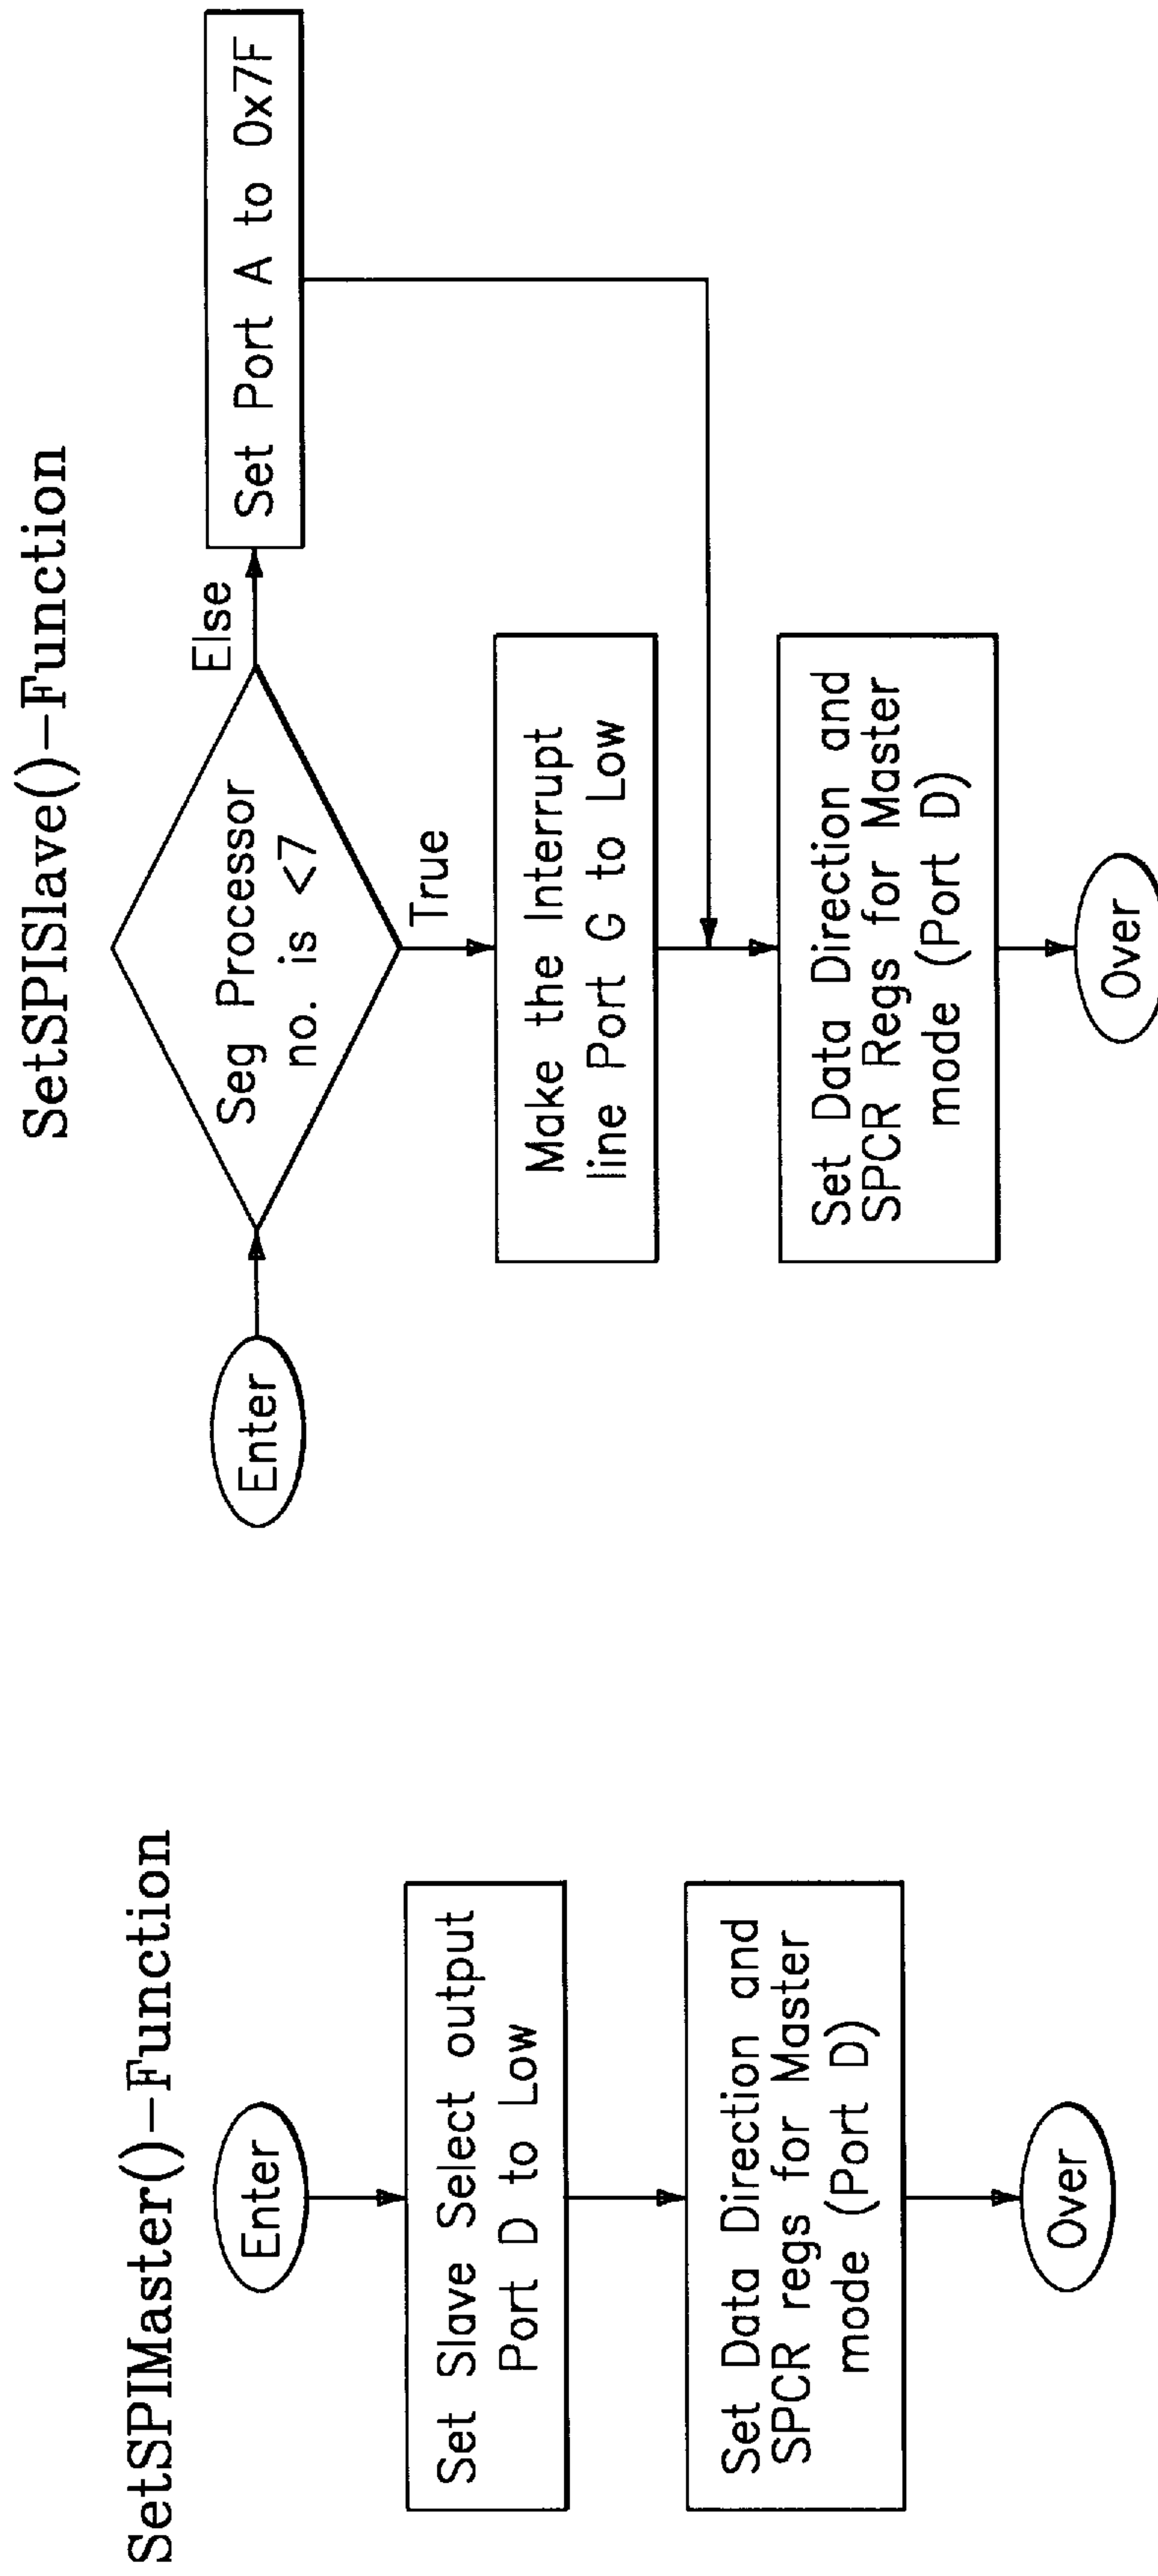 SetSPIMaster()-Function
Enter
Set Slave Select output
Port D to Low
Set Data Direction and
SPCR regs for Master
mode (Port D)
Over
SetSPISlave()-Function
Enter
Seg Processor
no. is <7
Else
Set Port A to 0x7F
True
Make the Interrupt
line Port G to Low
Set Data Direction and
SPCR Regs for Master
mode (Port D)
Over